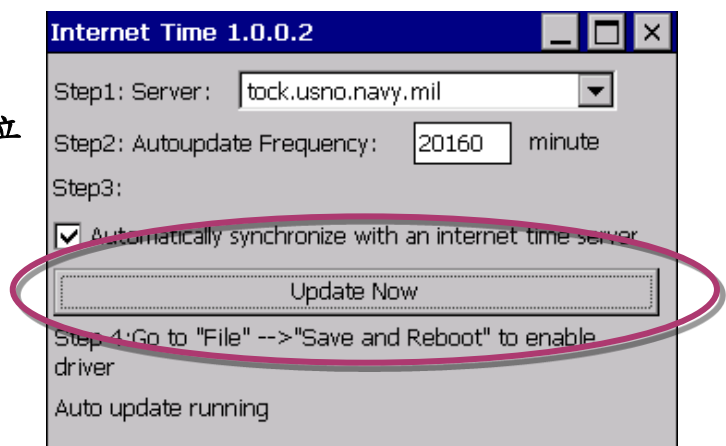 Internet Time 1.0.0.2
Step1: Server: tock.usno.navy.mil
立
Step2: Autoupdate Frequency: 20160 minute
Step3:
Automatically synchronize with an internet time server
Update Now
Step 4:Go to "File" -->"Save and Reboot" to enable
driver
Auto update running